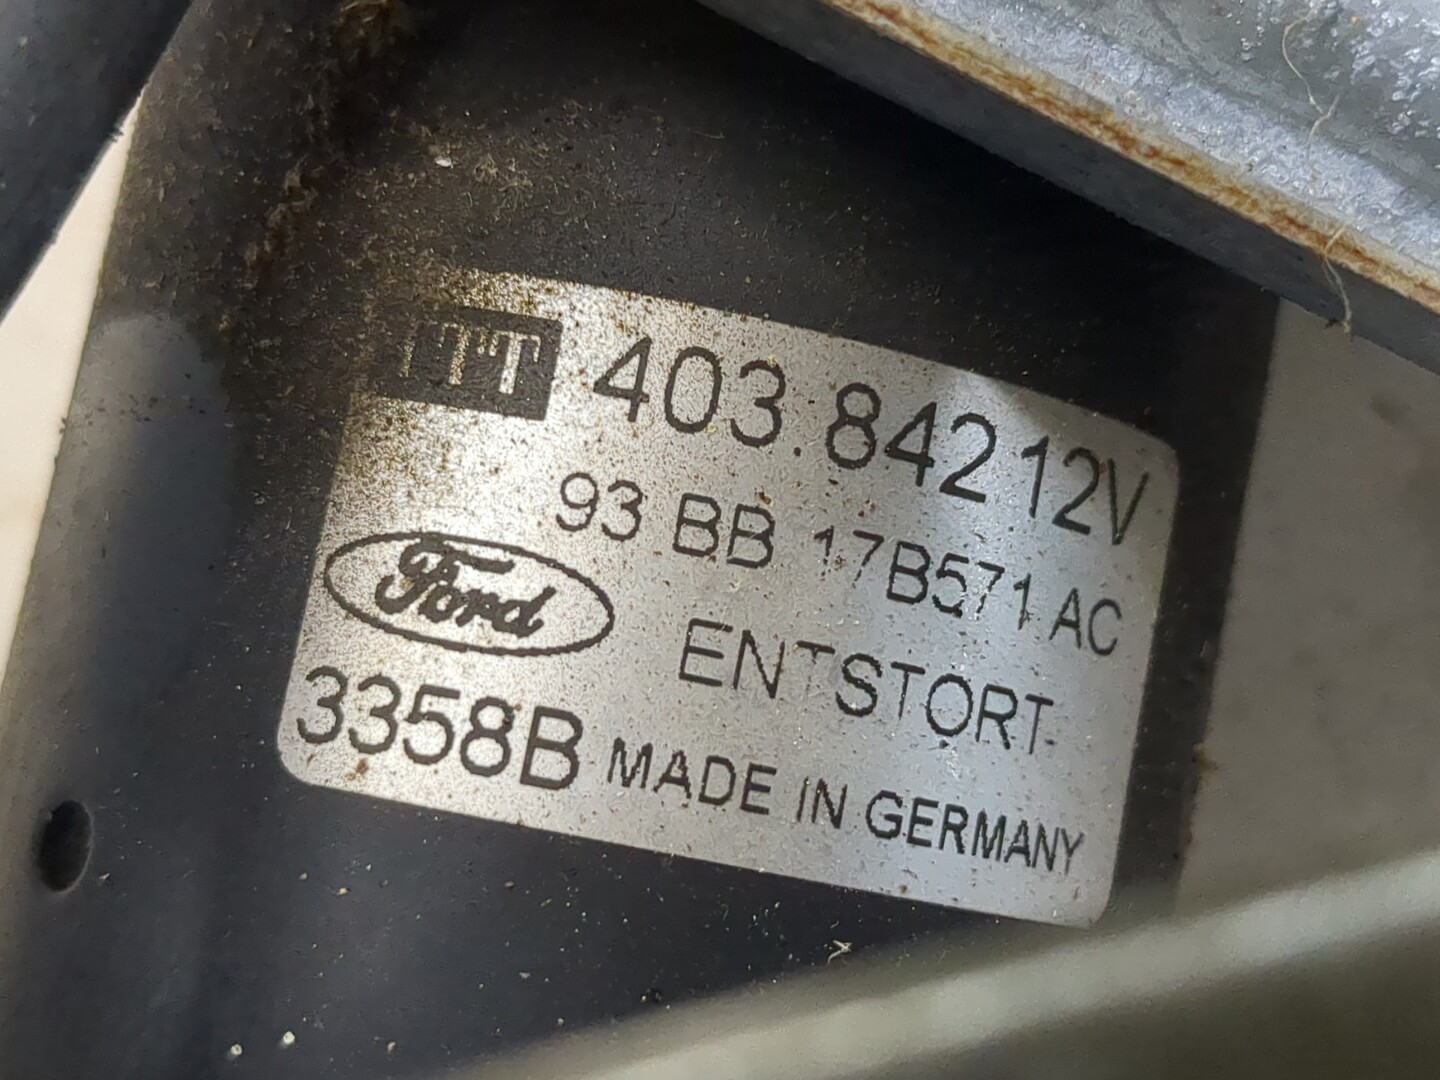 ITT 403.842 12V
93 BB 17B571 AC
Ford ENTSTORT
3358B MADE IN GERMANY